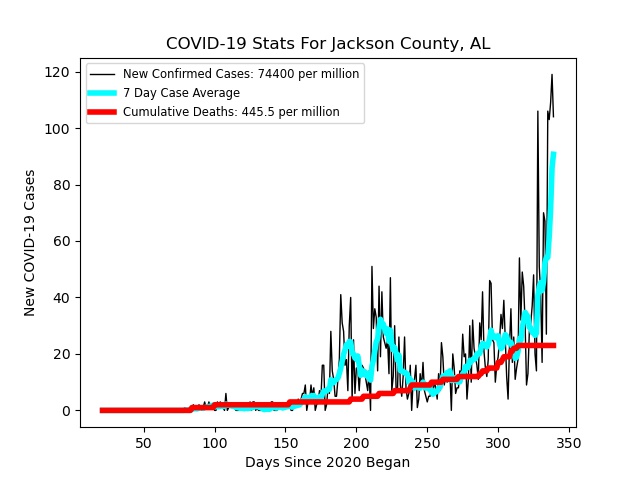 COVID-19 Stats For Jackson County, AL
New Confirmed Cases: 74400 per million
7 Day Case Average
Cumulative Deaths: 445.5 per million
New COVID-19 Cases
120
100
80
60
40
20
0
50
100
150
200
250
300
350
Days Since 2020 Began